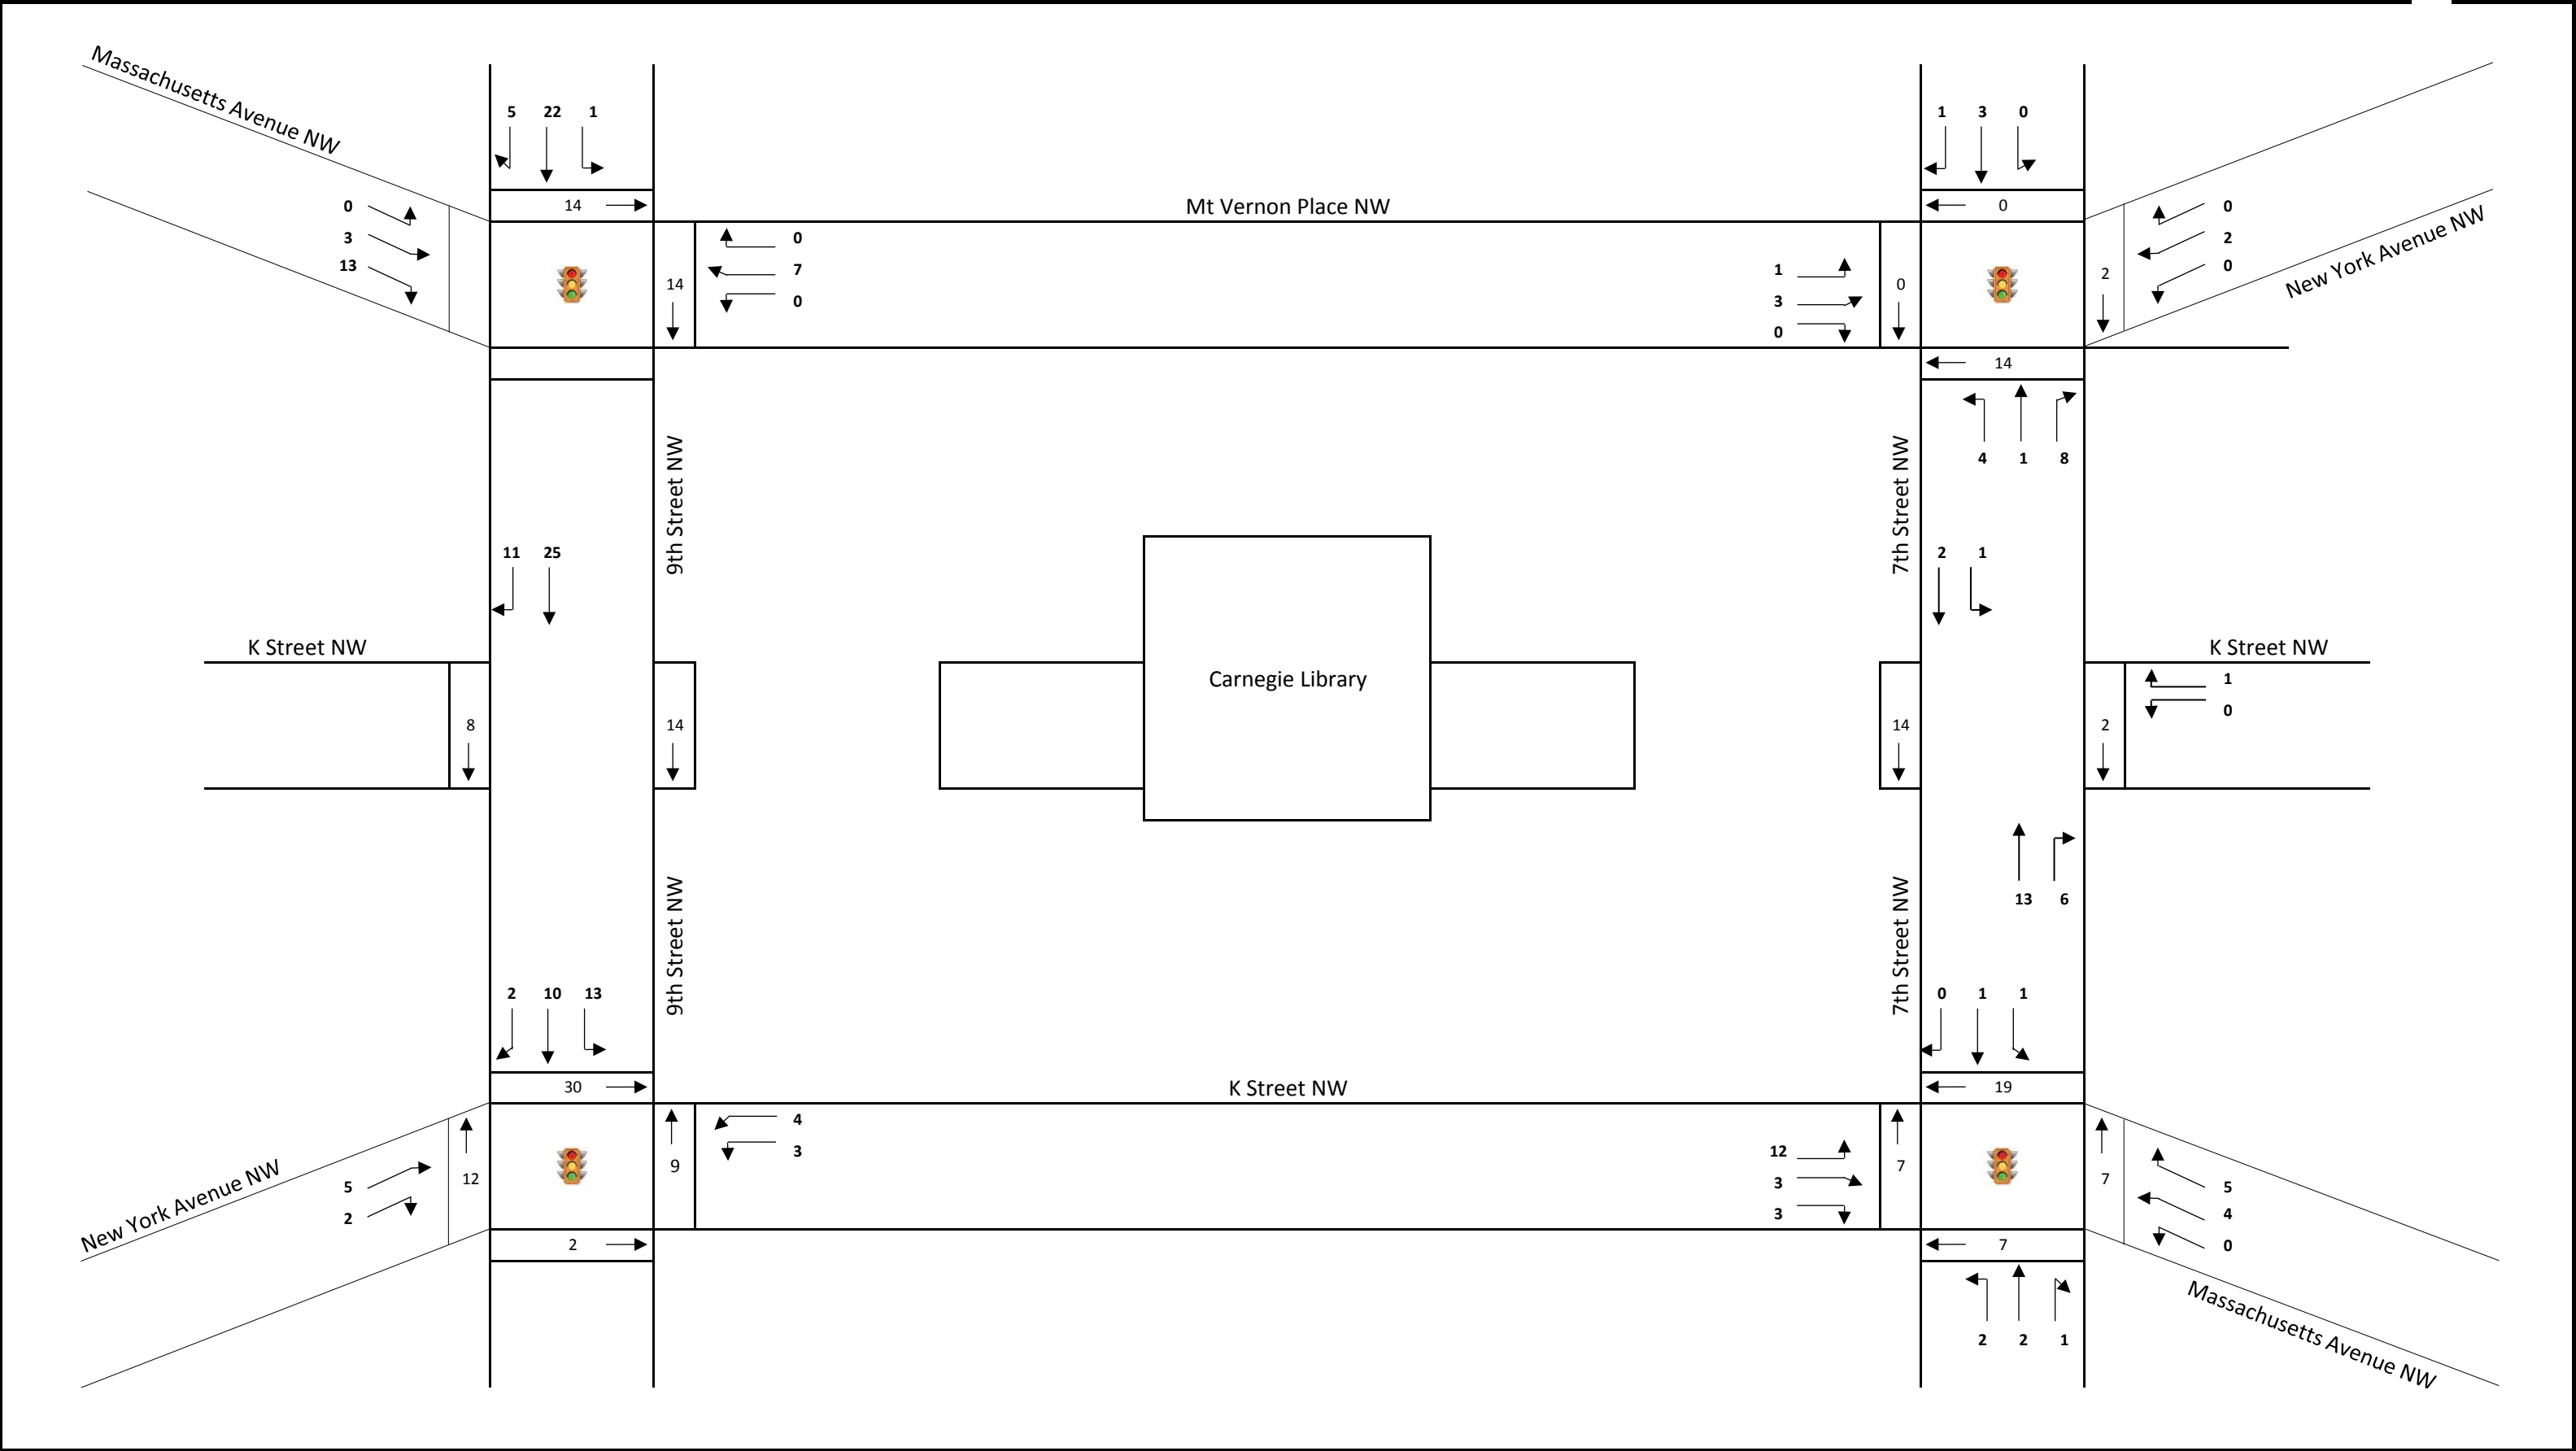 Massachusetts Avenue NW
5 22 1
1 3 0
14
0
Mt Vernon Place NW
0
3
13
0
7
0
14
1
3
0
0
0
2
0
2
New York Avenue NW
14
4 1 8
9th Street NW
7th Street NW
11 25
2 1
K Street NW
K Street NW
Carnegie Library
8
14
14
2
1
0
13 6
9th Street NW
7th Street NW
2 10 13
0 1 1
30
K Street NW
19
4
3
9
12
5
2
New York Avenue NW
12
3
3
7
7
5
4
0
2
7
2 2 1
Massachusetts Avenue NW